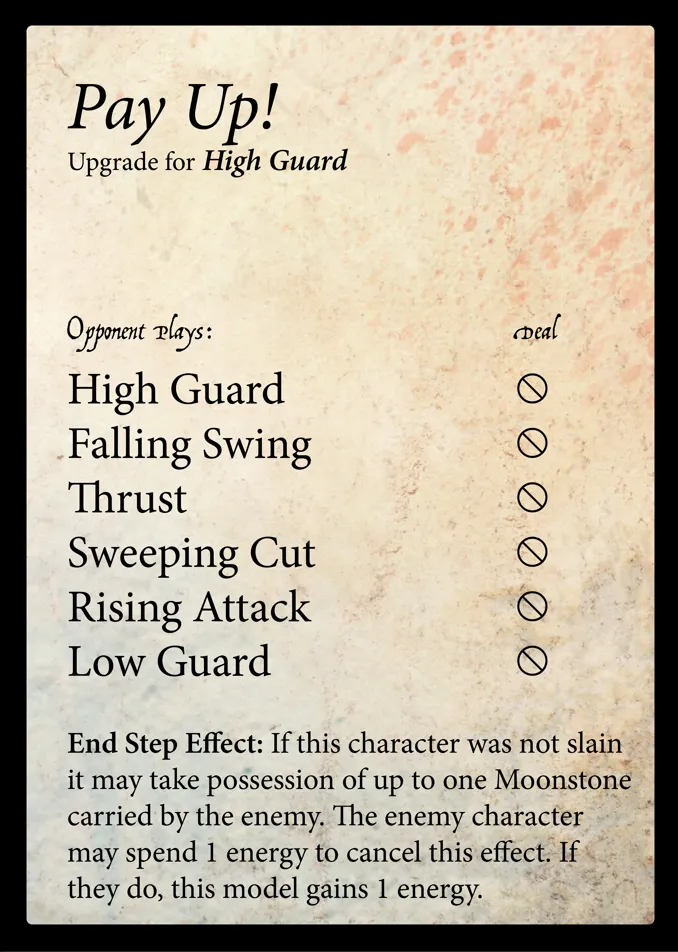 Pay Up!
Upgrade for High Guard
Opponent Plays: Deal
High Guard
Falling Swing
Thrust
Sweeping Cut
Rising Attack
Low Guard
End Step Effect: If this character was not slain
it may take possession of up to one Moonstone
carried by the enemy. The enemy character
may spend 1 energy to cancel this effect. If
they do, this model gains 1 energy.